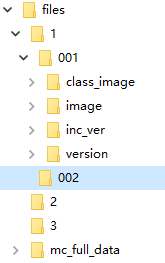 files
1
001
class_image
image
inc_ver
version
002
2
3
mc_full_data